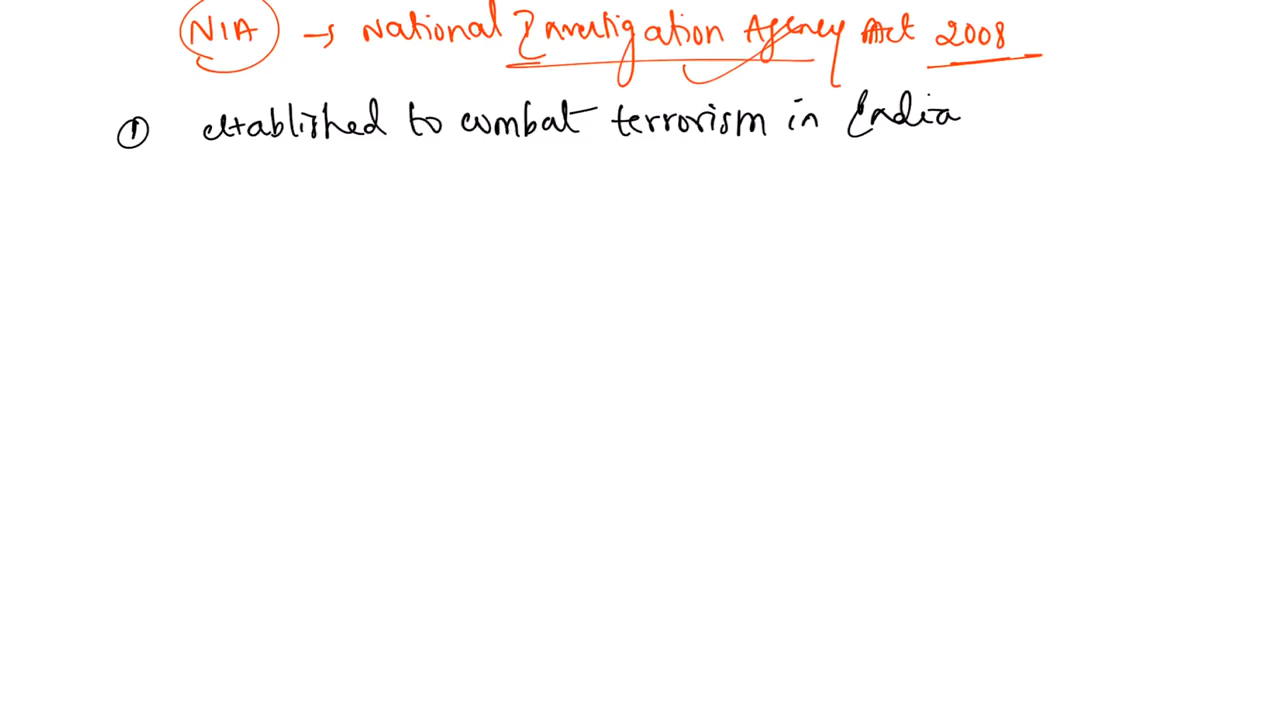 NIA → National Investigation Agency Act 2008
① established to combat terrorism in India